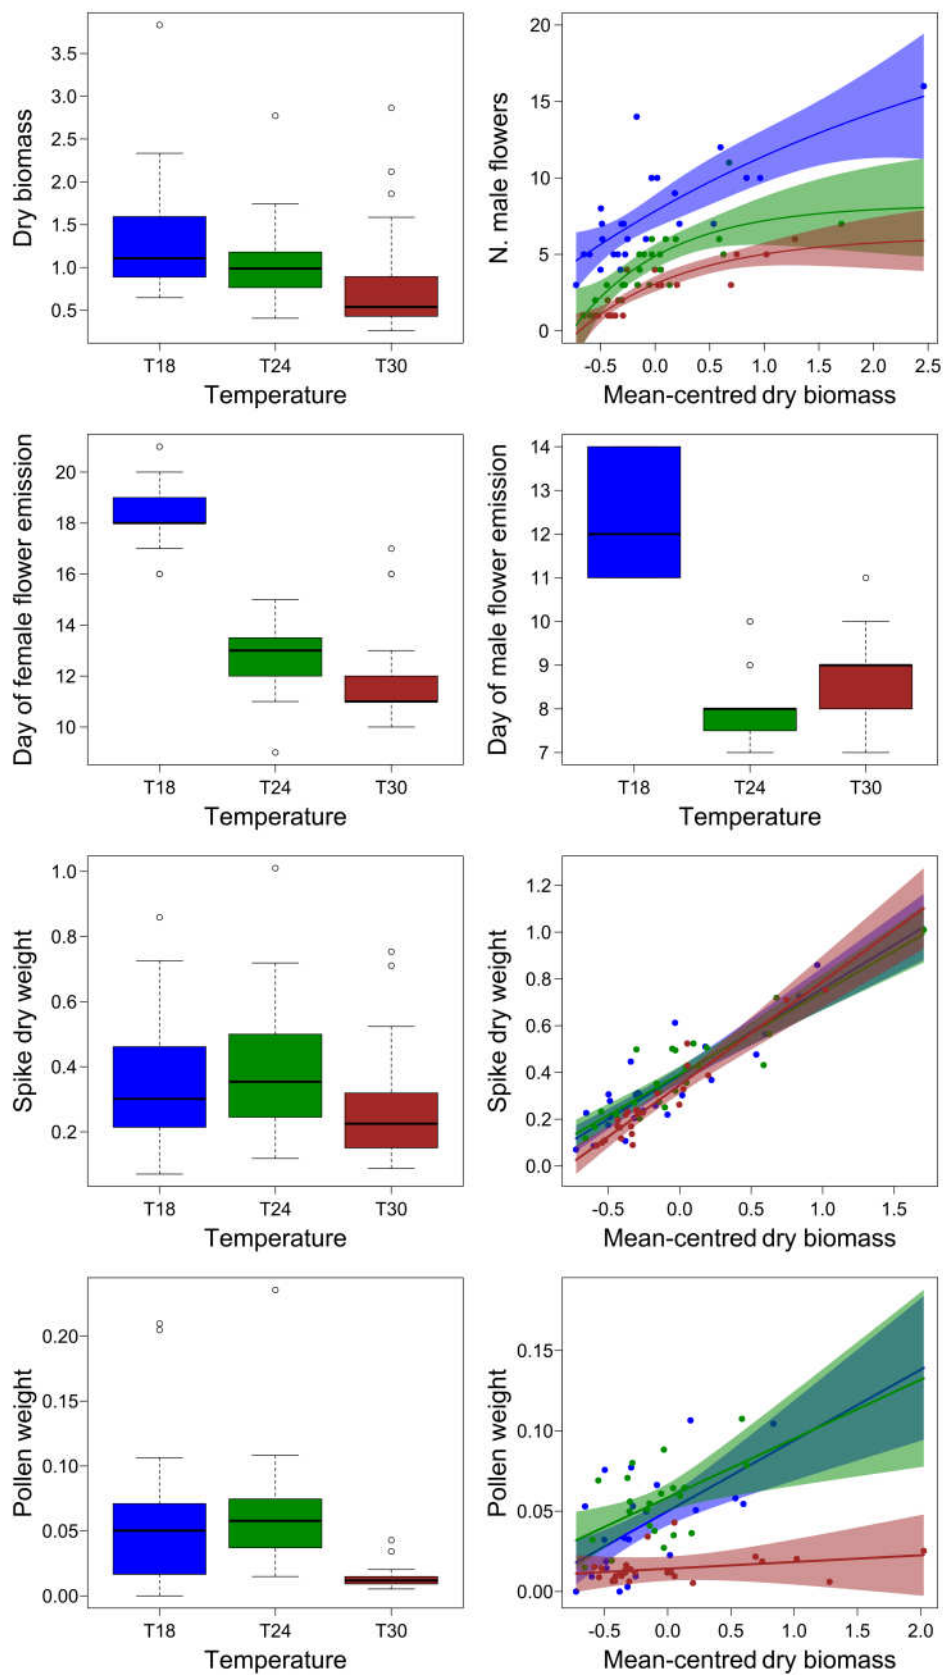 Dry biomass
3.5
3.0
2.5
2.0
1.5
1.0
0.5
T18 T24 T30
Temperature
N. male flowers
20
15
10
5
0
-0.5 0.0 0.5 1.0 1.5 2.0 2.5
Mean-centred dry biomass
Day of female flower emission
20
18
16
14
12
10
T18 T24 T30
Temperature
Day of male flower emission
14
13
12
11
10
9
8
7
T18 T24 T30
Temperature
Spike dry weight
1.0
0.8
0.6
0.4
0.2
T18 T24 T30
Temperature
Spike dry weight
1.2
1.0
0.8
0.6
0.4
0.2
0.0
-0.5 0.0 0.5 1.0 1.5
Mean-centred dry biomass
Pollen weight
0.20
0.15
0.10
0.05
0.00
T18 T24 T30
Temperature
Pollen weight
0.15
0.10
0.05
0.00
-0.5 0.0 0.5 1.0 1.5 2.0
Mean-centred dry biomass